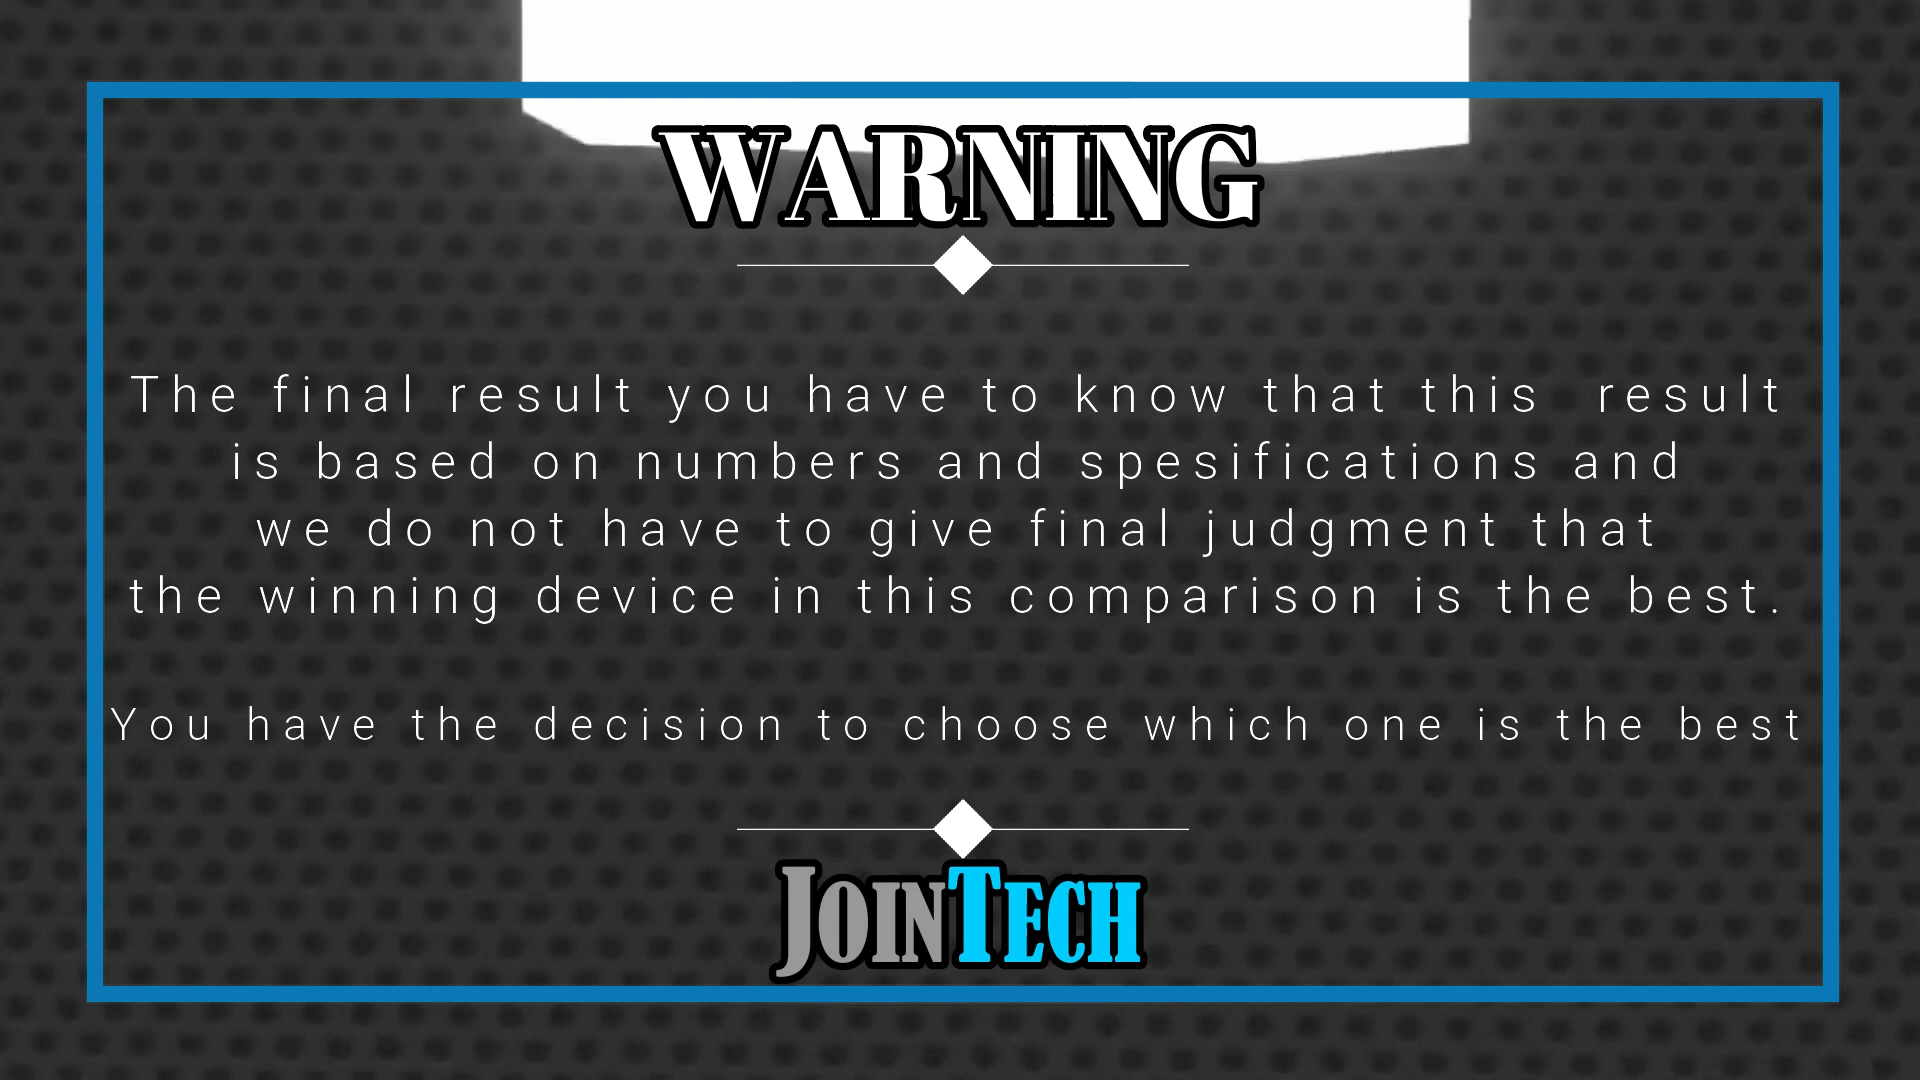 WARNING
The final result you have to know that this result
is based on numbers and spesifications and
we do not have to give final judgment that
the winning device in this comparison is the best.
You have the decision to choose which one is the best
JOINTECH